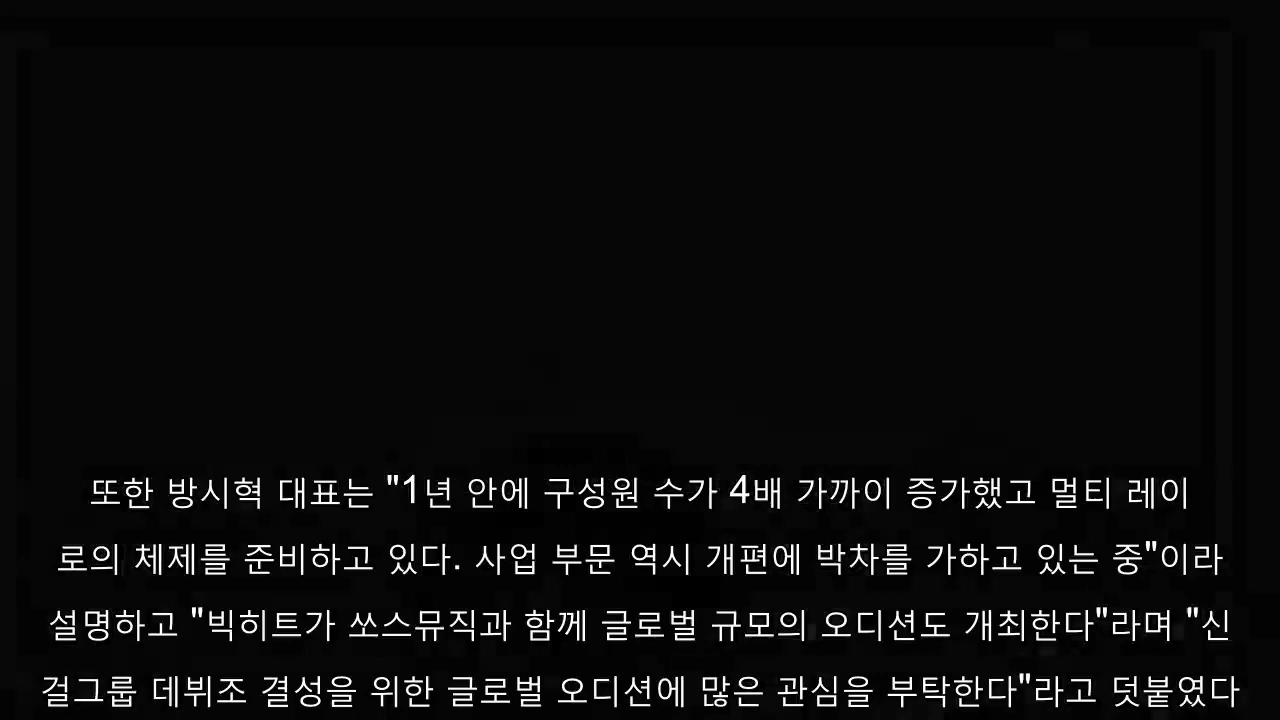 또한 방시혁 대표는 "1년 안에 구성원 수가 4배 가까이 증가했고 멀티 레이
로의 체제를 준비하고 있다. 사업 부문 역시 개편에 박차를 가하고 있는 중"이라
설명하고 "빅히트가 쏘스뮤직과 함께 글로벌 규모의 오디션도 개최한다"라며 "신
걸그룹 데뷔조 결성을 위한 글로벌 오디션에 많은 관심을 부탁한다"라고 덧붙였다